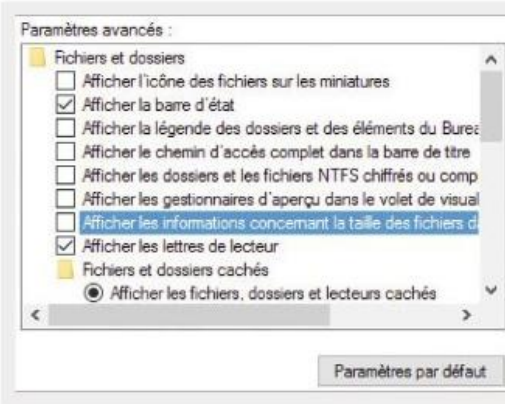 Paramètres avancés :
Fichiers et dossiers
Afficher l'icône des fichiers sur les miniatures
Afficher la barre d'état
Afficher la légende des dossiers et des éléments du Burea
Afficher le chemin d'accès complet dans la barre de titre
Afficher les dossiers et les fichiers NTFS chiffrés ou comp
Afficher les gestionnaires d'aperçu dans le volet de visual
Afficher les informations concernant la taille des fichiers da
Afficher les lettres de lecteur
Fichiers et dossiers cachés
Afficher les fichiers, dossiers et lecteurs cachés
Paramètres par défaut